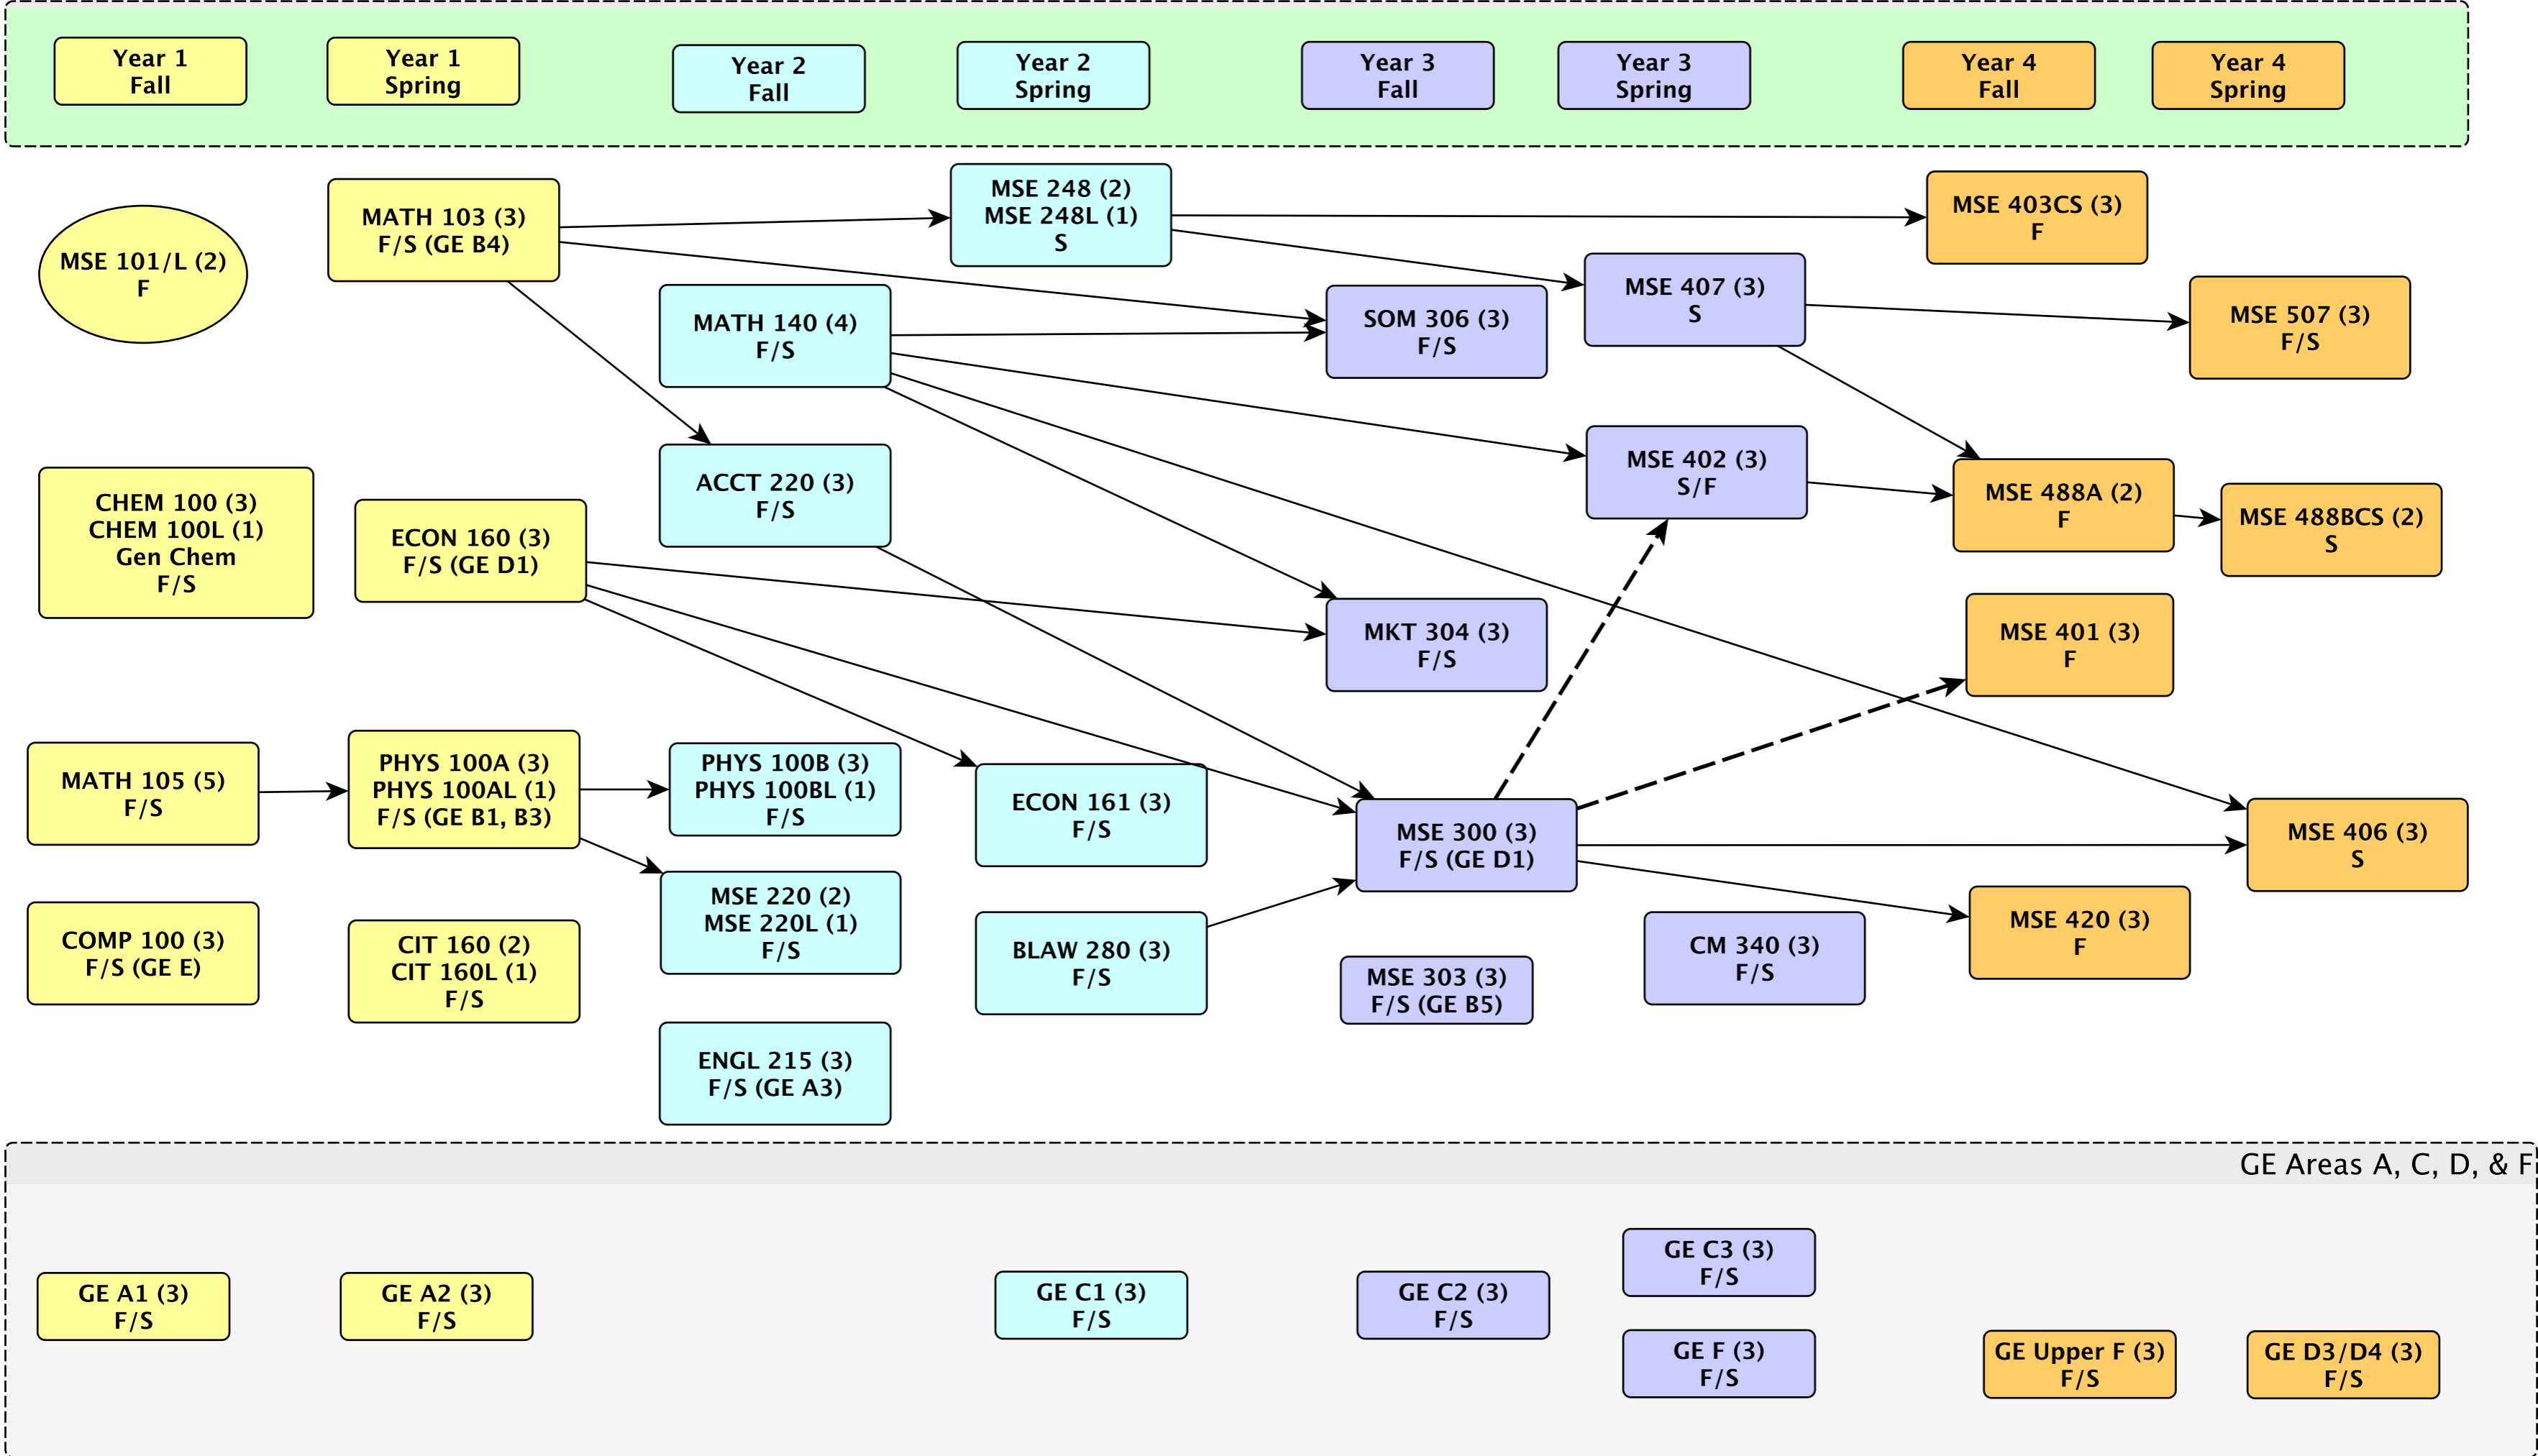 Year 1
Fall
Year 1
Spring
Year 2
Fall
Year 2
Spring
Year 3
Fall
Year 3
Spring
Year 4
Fall
Year 4
Spring
MSE 101/L (2)
F
MATH 103 (3)
F/S (GE B4)
MSE 248 (2)
MSE 248L (1)
S
MSE 403CS (3)
F
MATH 140 (4)
F/S
SOM 306 (3)
F/S
MSE 407 (3)
S
MSE 507 (3)
F/S
CHEM 100 (3)
CHEM 100L (1)
Gen Chem
F/S
ECON 160 (3)
F/S (GE D1)
ACCT 220 (3)
F/S
MSE 402 (3)
S/F
MSE 488A (2)
F
MSE 488BCS (2)
S
MKT 304 (3)
F/S
MSE 401 (3)
F
MATH 105 (5)
F/S
PHYS 100A (3)
PHYS 100AL (1)
F/S (GE B1, B3)
PHYS 100B (3)
PHYS 100BL (1)
F/S
ECON 161 (3)
F/S
MSE 300 (3)
F/S (GE D1)
MSE 406 (3)
S
COMP 100 (3)
F/S (GE E)
CIT 160 (2)
CIT 160L (1)
F/S
MSE 220 (2)
MSE 220L (1)
F/S
BLAW 280 (3)
F/S
MSE 303 (3)
F/S (GE B5)
CM 340 (3)
F/S
MSE 420 (3)
F
ENGL 215 (3)
F/S (GE A3)
GE Areas A, C, D, & F
GE A1 (3)
F/S
GE A2 (3)
F/S
GE C1 (3)
F/S
GE C2 (3)
F/S
GE C3 (3)
F/S
GE F (3)
F/S
GE Upper F (3)
F/S
GE D3/D4 (3)
F/S